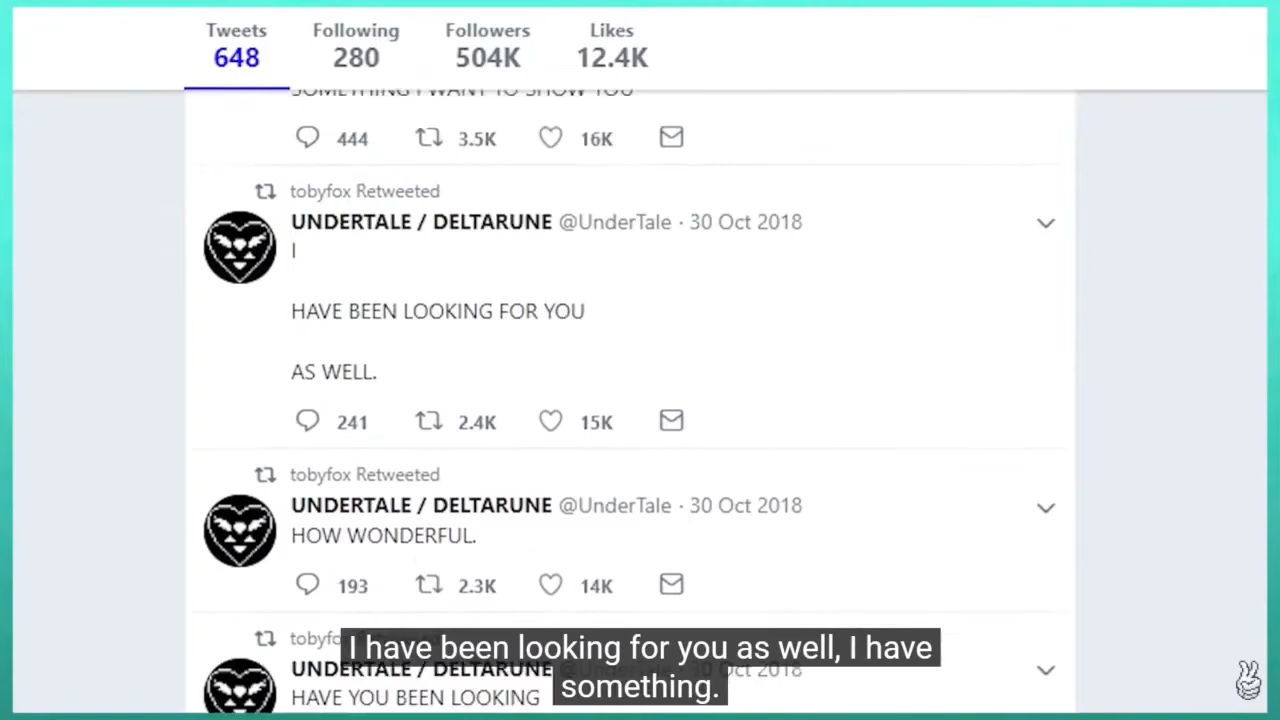 Tweets Following Followers Likes
648 280 504K 12.4K
SOMETHING I WANT TO SHOW YOU
444 3.5K 16K
tobyfox Retweeted
UNDERTALE / DELTARUNE @UnderTale · 30 Oct 2018
I
HAVE BEEN LOOKING FOR YOU
AS WELL.
241 2.4K 15K
tobyfox Retweeted
UNDERTALE / DELTARUNE @UnderTale · 30 Oct 2018
HOW WONDERFUL.
193 2.3K 14K
tobyfox Retweeted
UNDERTALE / DELTARUNE @UnderTale · 30 Oct 2018
HAVE YOU BEEN LOOKING
I have been looking for you as well, I have
something.